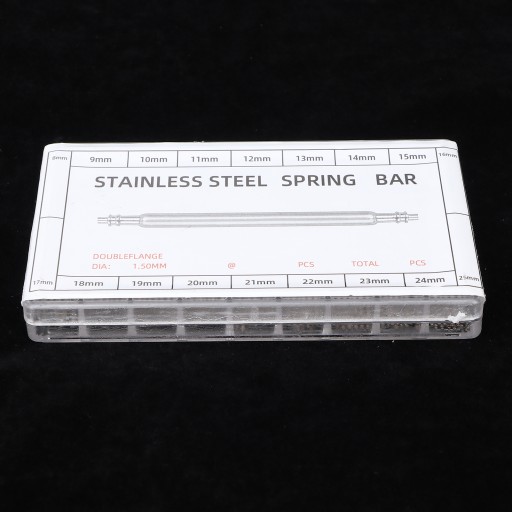 8mm 9mm 10mm 11mm 12mm 13mm 14mm 15mm 16mm
STAINLESS STEEL SPRING BAR
DOUBLEFLANGE
DIA: 1.50MM @ PCS TOTAL PCS
17mm 18mm 19mm 20mm 21mm 22mm 23mm 24mm 25mm